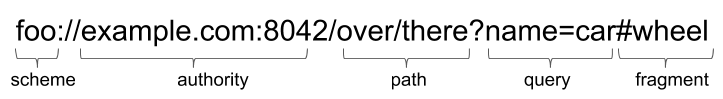 foo://example.com:8042/over/there?name=car#wheel
scheme authority path query fragment